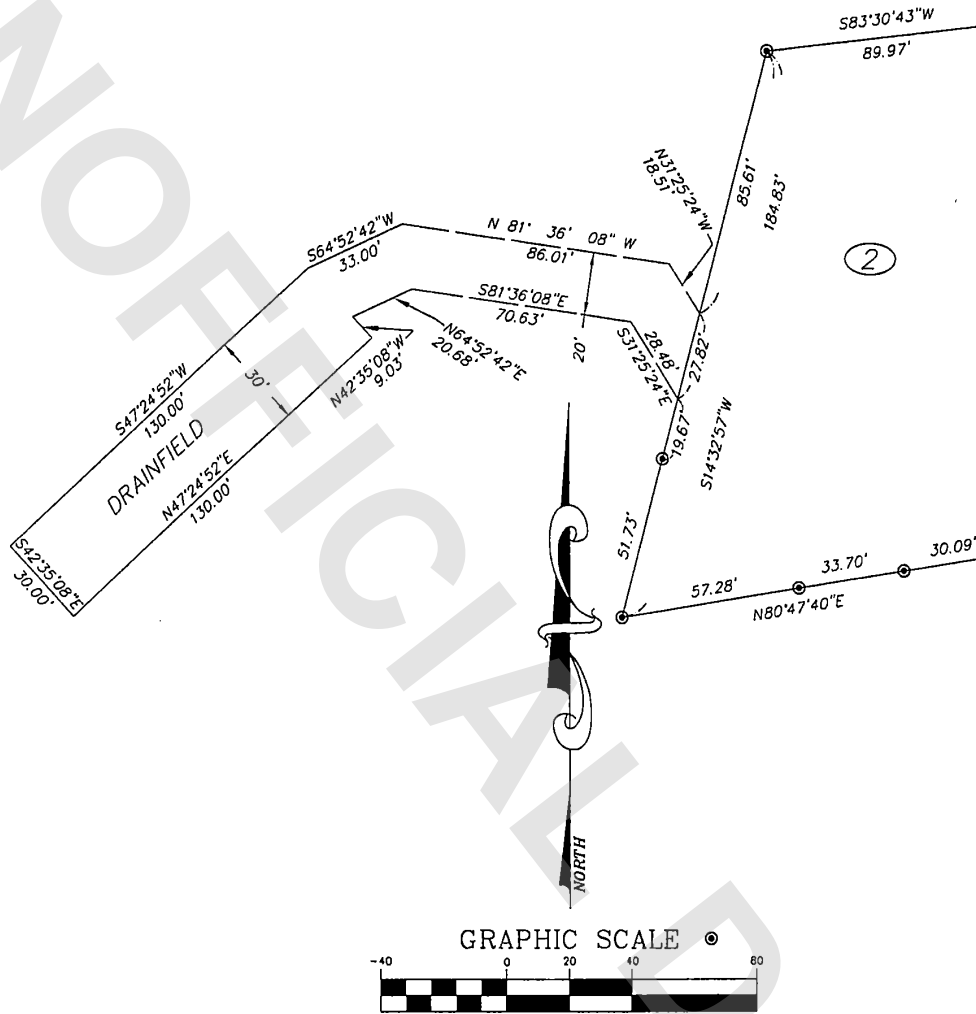 S83°30'43"W
89.97'
N31°25'24"W
18.51'
85.61'
184.83'
2
S64°52'42"W
33.00'
N 81° 36' 08" W
86.01'
S81°36'08"E
70.63'
20'
28.48'
S31°25'24"E
27.82'
N64°52'42"E
20.68'
N42°35'08"W
9.03'
30'
S47°24'52"W
130.00'
DRAINFIELD
N47°24'52"E
130.00'
19.67'
S14°32'57"W
51.73'
S42°35'08"E
30.00'
57.28'
33.70'
30.09'
N80°47'40"E
NORTH
GRAPHIC SCALE
-40 0 20 40 80
NOFFICIAL D